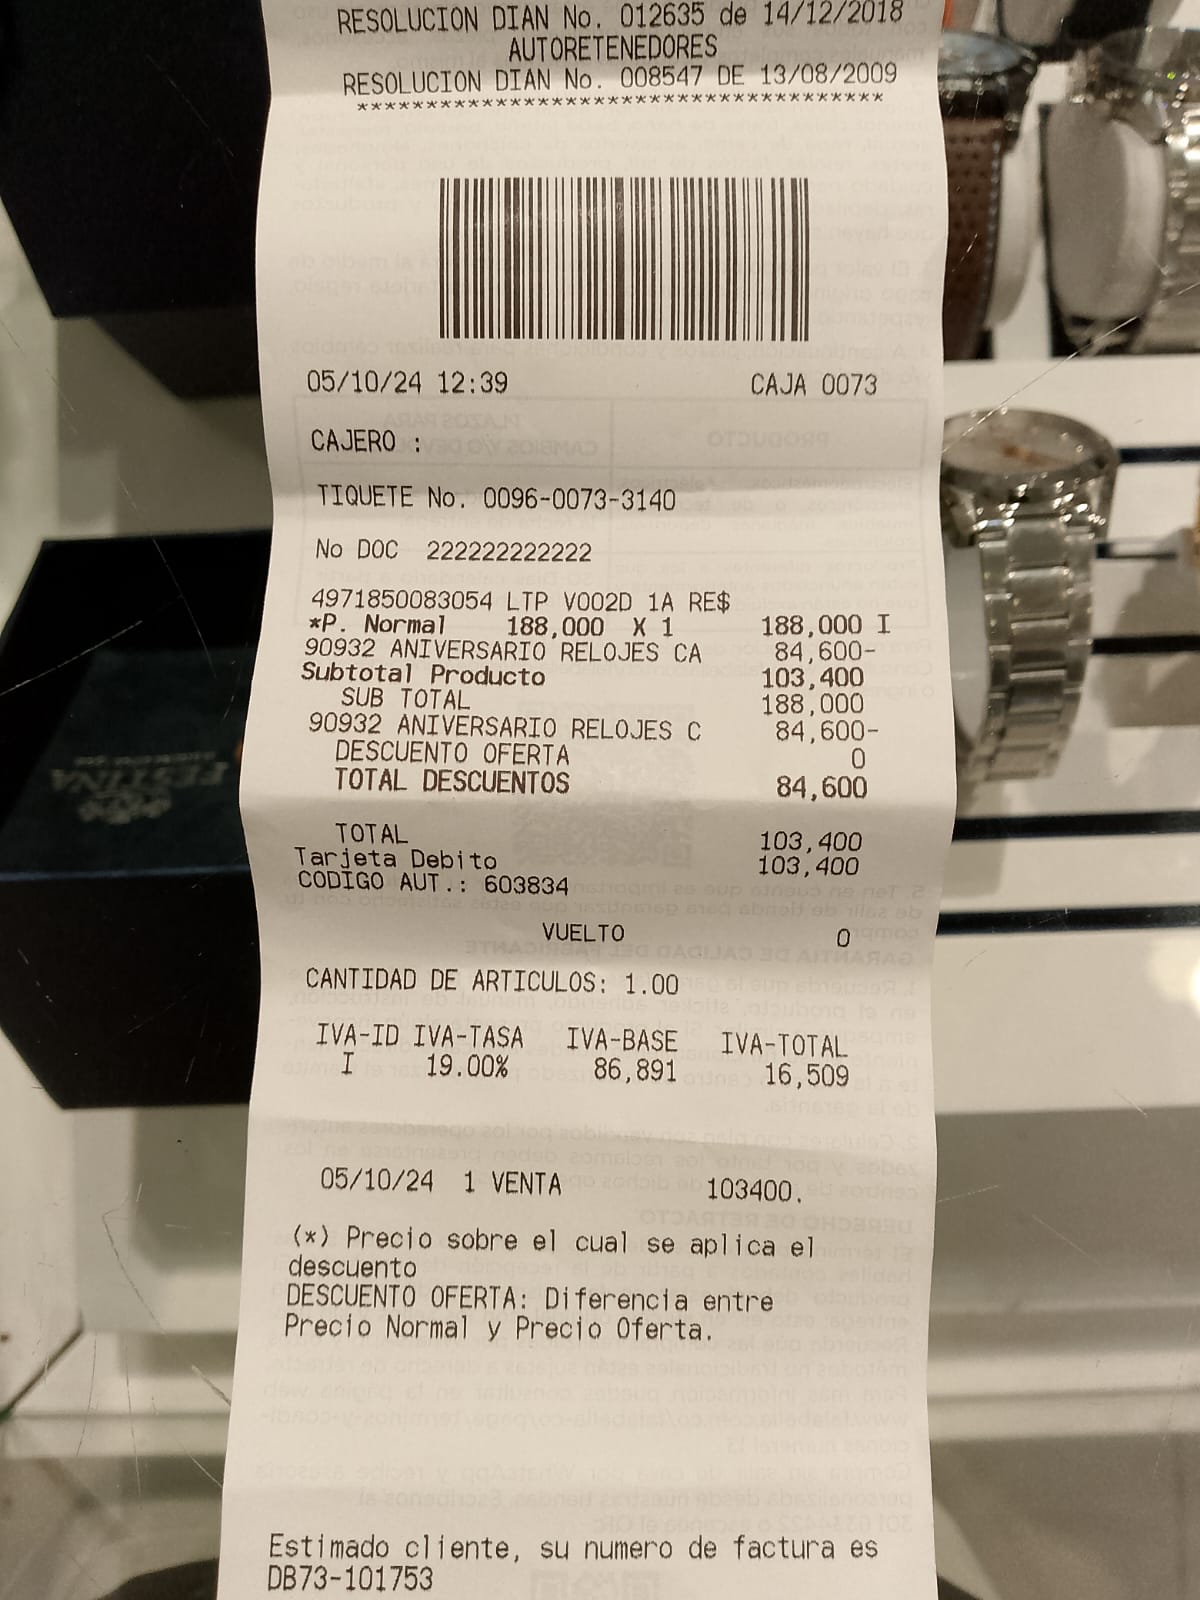 RESOLUCION DIAN No. 012635 de 14/12/2018
AUTORETENEDORES
RESOLUCION DIAN No. 008547 DE 13/08/2009
***************************************
05/10/24 12:39 CAJA 0073
CAJERO :
TIQUETE No. 0096-0073-3140
No DOC 222222222222
4971850083054 LTP V002D 1A RE$
*P. Normal 188,000 X 1 188,000 I
90932 ANIVERSARIO RELOJES CA 84,600-
Subtotal Producto 103,400
SUB TOTAL 188,000
90932 ANIVERSARIO RELOJES C 84,600-
DESCUENTO OFERTA 0
TOTAL DESCUENTOS 84,600
TOTAL 103,400
Tarjeta Debito 103,400
CODIGO AUT.: 603834
VUELTO 0
CANTIDAD DE ARTICULOS: 1.00
IVA-ID IVA-TASA IVA-BASE IVA-TOTAL
I 19.00% 86,891 16,509
05/10/24 1 VENTA 103400.
(*) Precio sobre el cual se aplica el
descuento
DESCUENTO OFERTA: Diferencia entre
Precio Normal y Precio Oferta.
Estimado cliente, su numero de factura es
DB73-101753
FESTINA